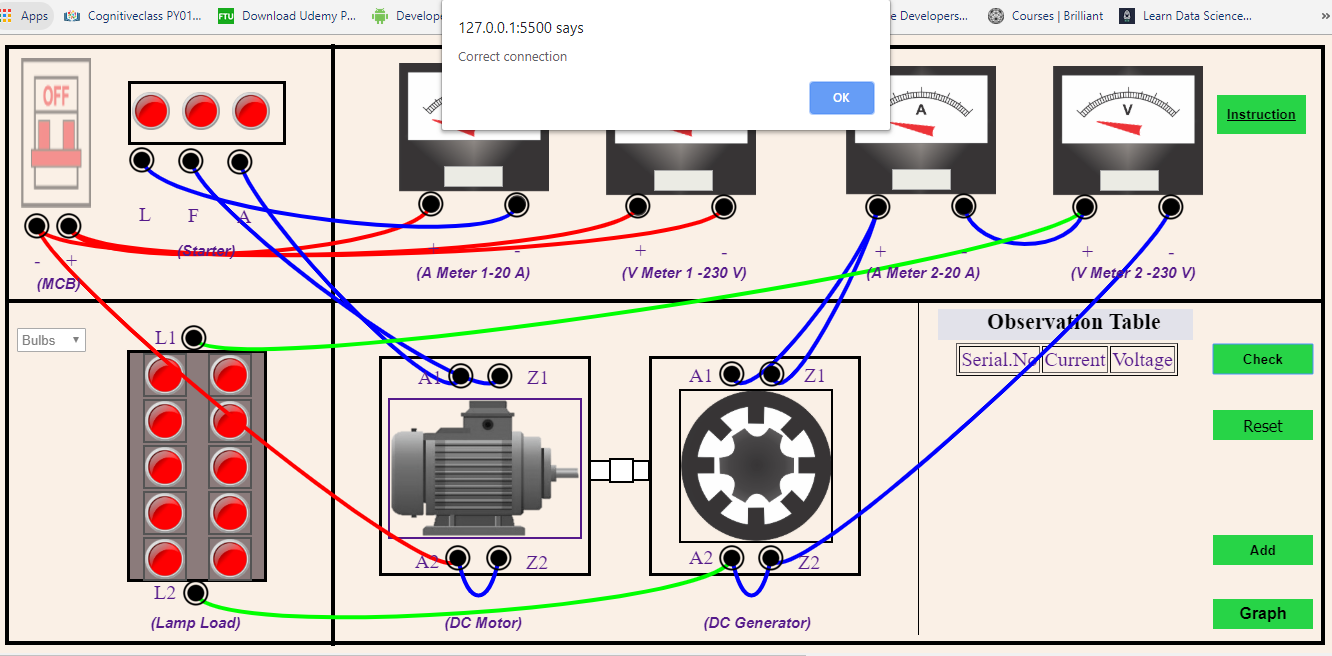 Apps
Cognitiveclass PY01...
FTU
Download Udemy P...
Develop
e Developers...
Courses | Brilliant
Learn Data Science...
»
127.0.0.1:5500 says
Correct connection
OK
OFF
A
V
Instruction
L F A
- +
(Starter)
(MCB)
+ -
(A Meter 1-20 A)
+ -
(V Meter 1 -230 V)
+ -
(A Meter 2-20 A)
+ -
(V Meter 2 -230 V)
Bulbs
L1
L2
(Lamp Load)
A1 Z1
A2 Z2
(DC Motor)
A1 Z1
A2 Z2
(DC Generator)
Observation Table
Serial.No Current Voltage
Check
Reset
Add
Graph